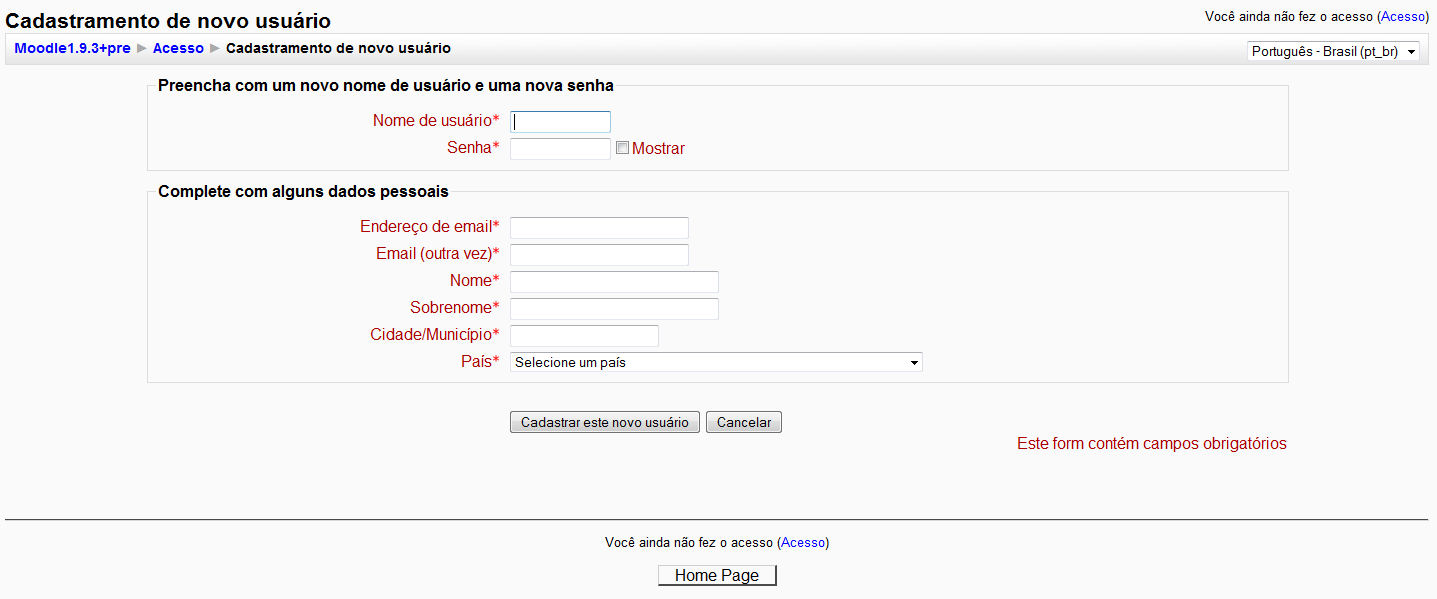 Cadastramento de novo usuário
Você ainda não fez o acesso (Acesso)
Moodle1.9.3+pre ► Acesso ► Cadastramento de novo usuário
Português - Brasil (pt_br)
Preencha com um novo nome de usuário e uma nova senha
Nome de usuário*
Senha* Mostrar
Complete com alguns dados pessoais
Endereço de email*
Email (outra vez)*
Nome*
Sobrenome*
Cidade/Município*
País* Selecione um país
Cadastrar este novo usuário Cancelar
Este form contém campos obrigatórios
Você ainda não fez o acesso (Acesso)
Home Page